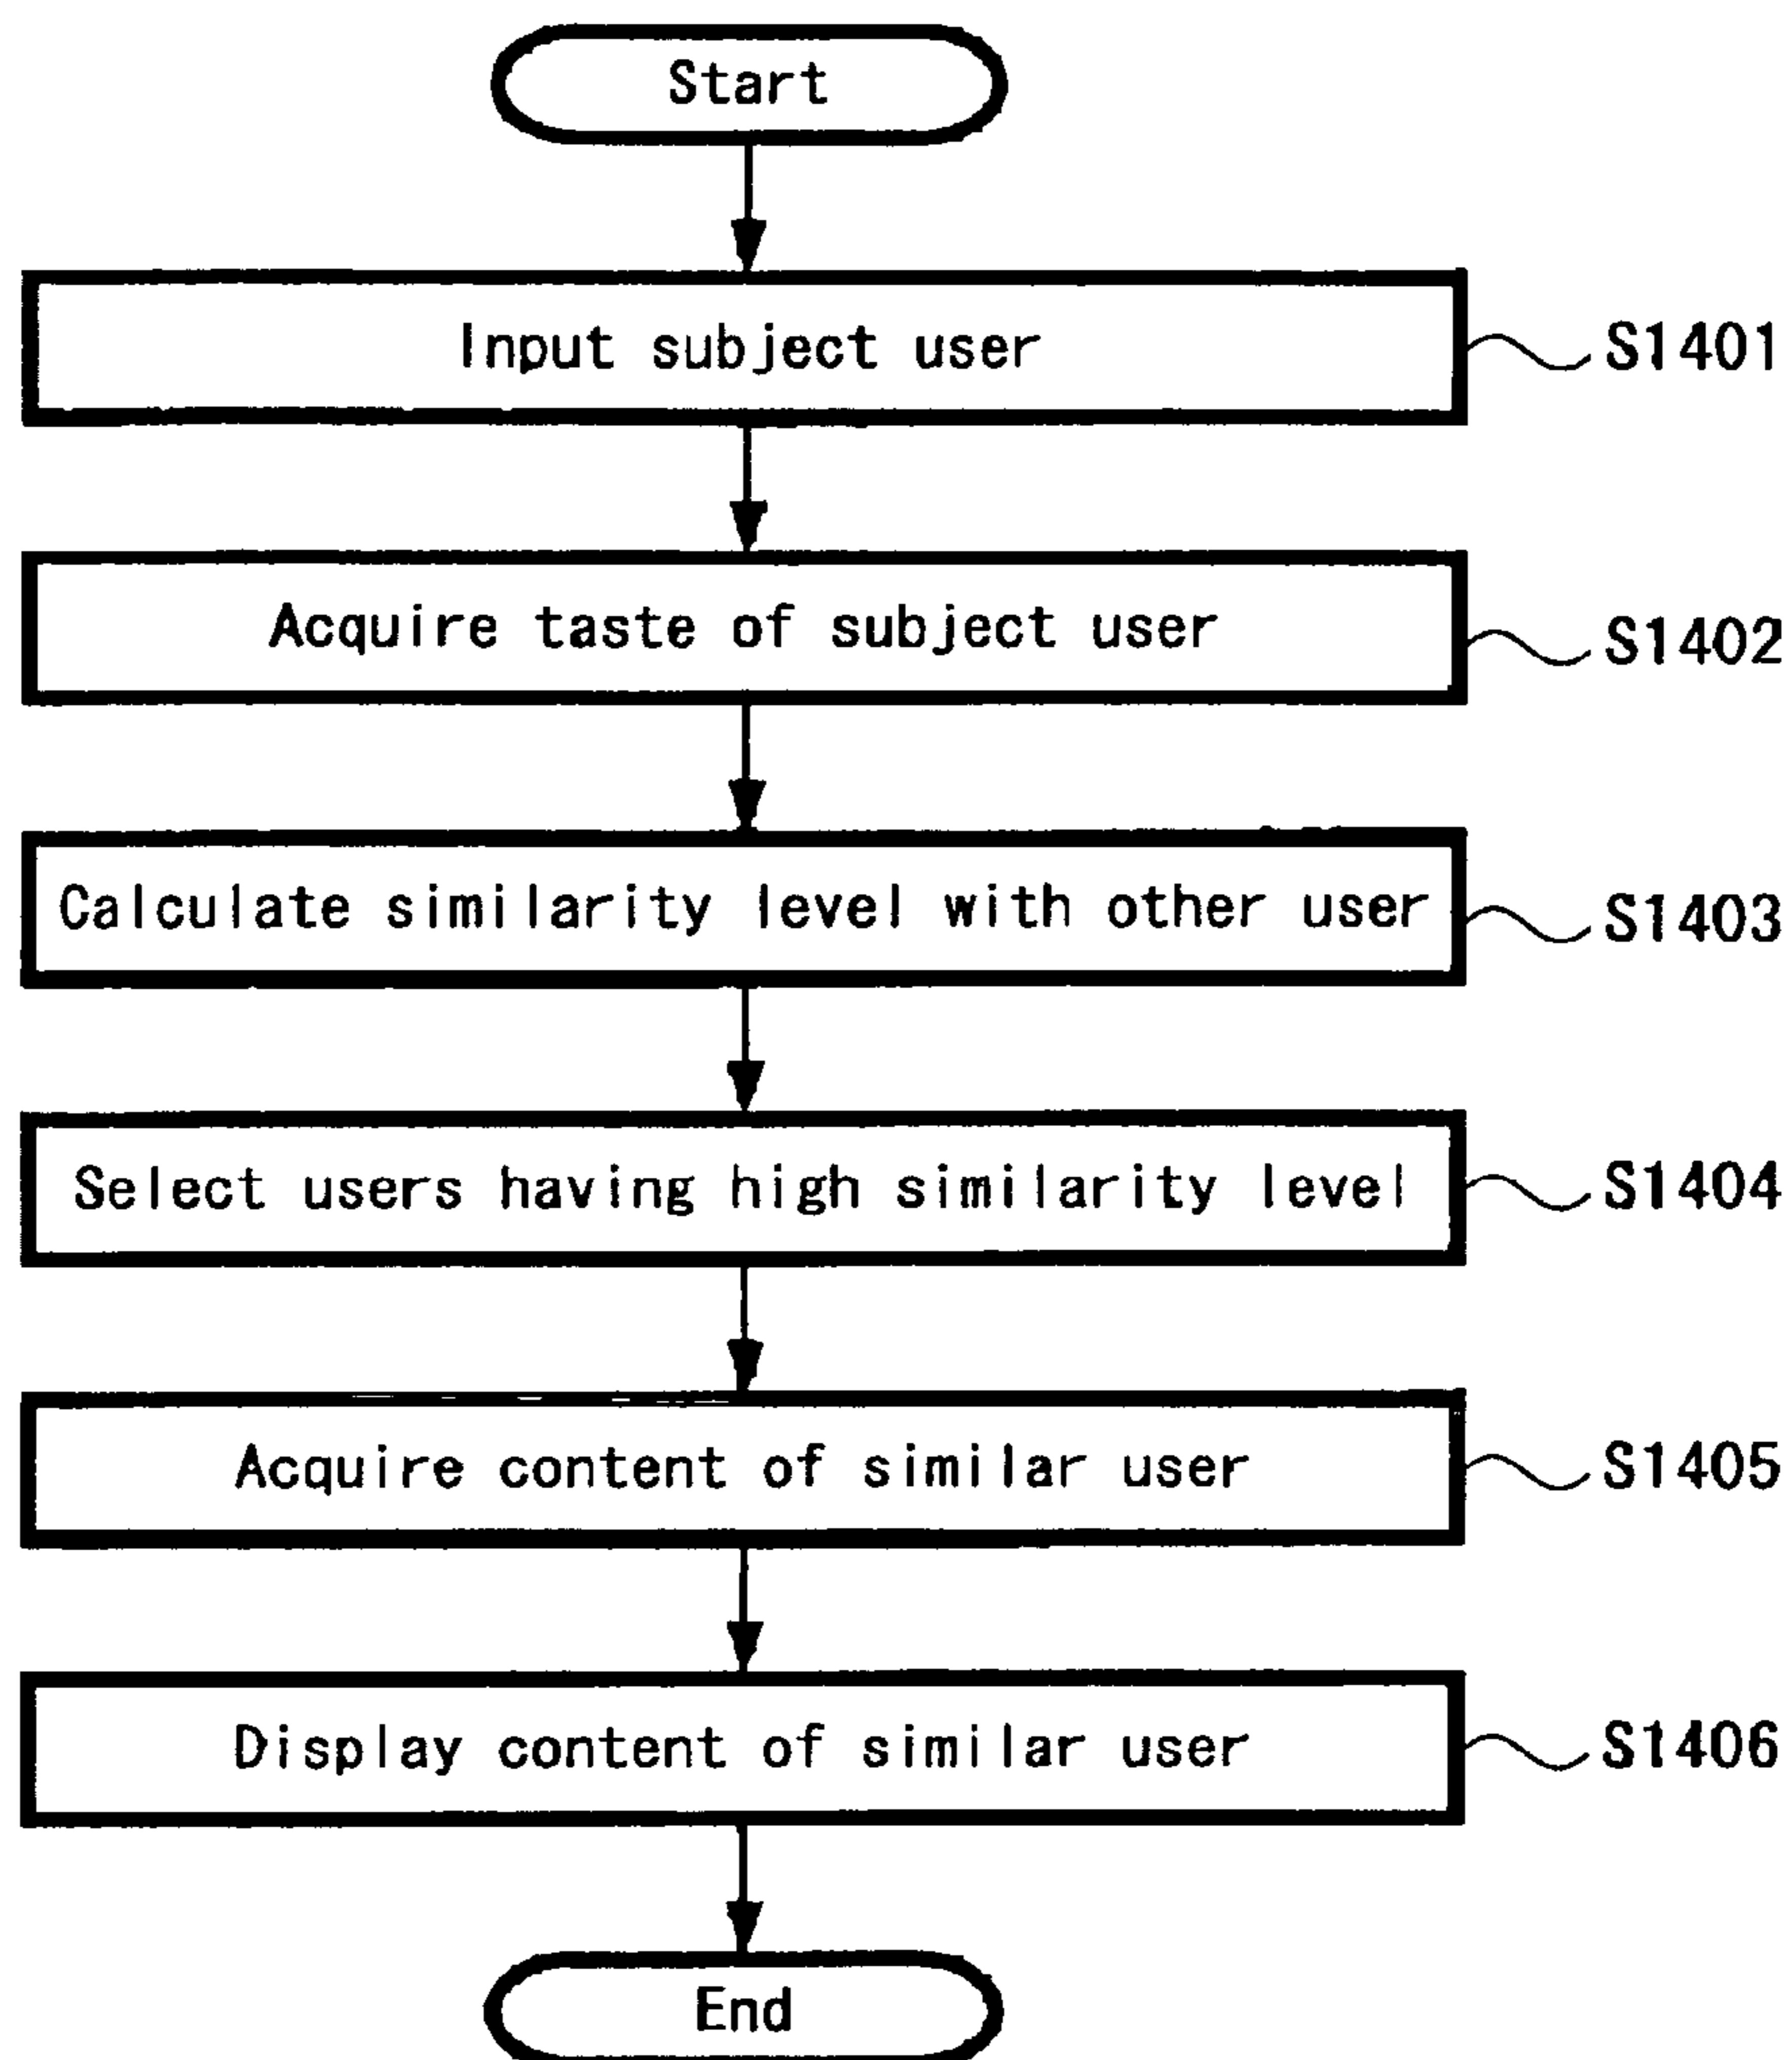 Start
Input subject user S1401
Acquire taste of subject user S1402
Calculate similarity level with other user S1403
Select users having high similarity level S1404
Acquire content of similar user S1405
Display content of similar user S1406
End